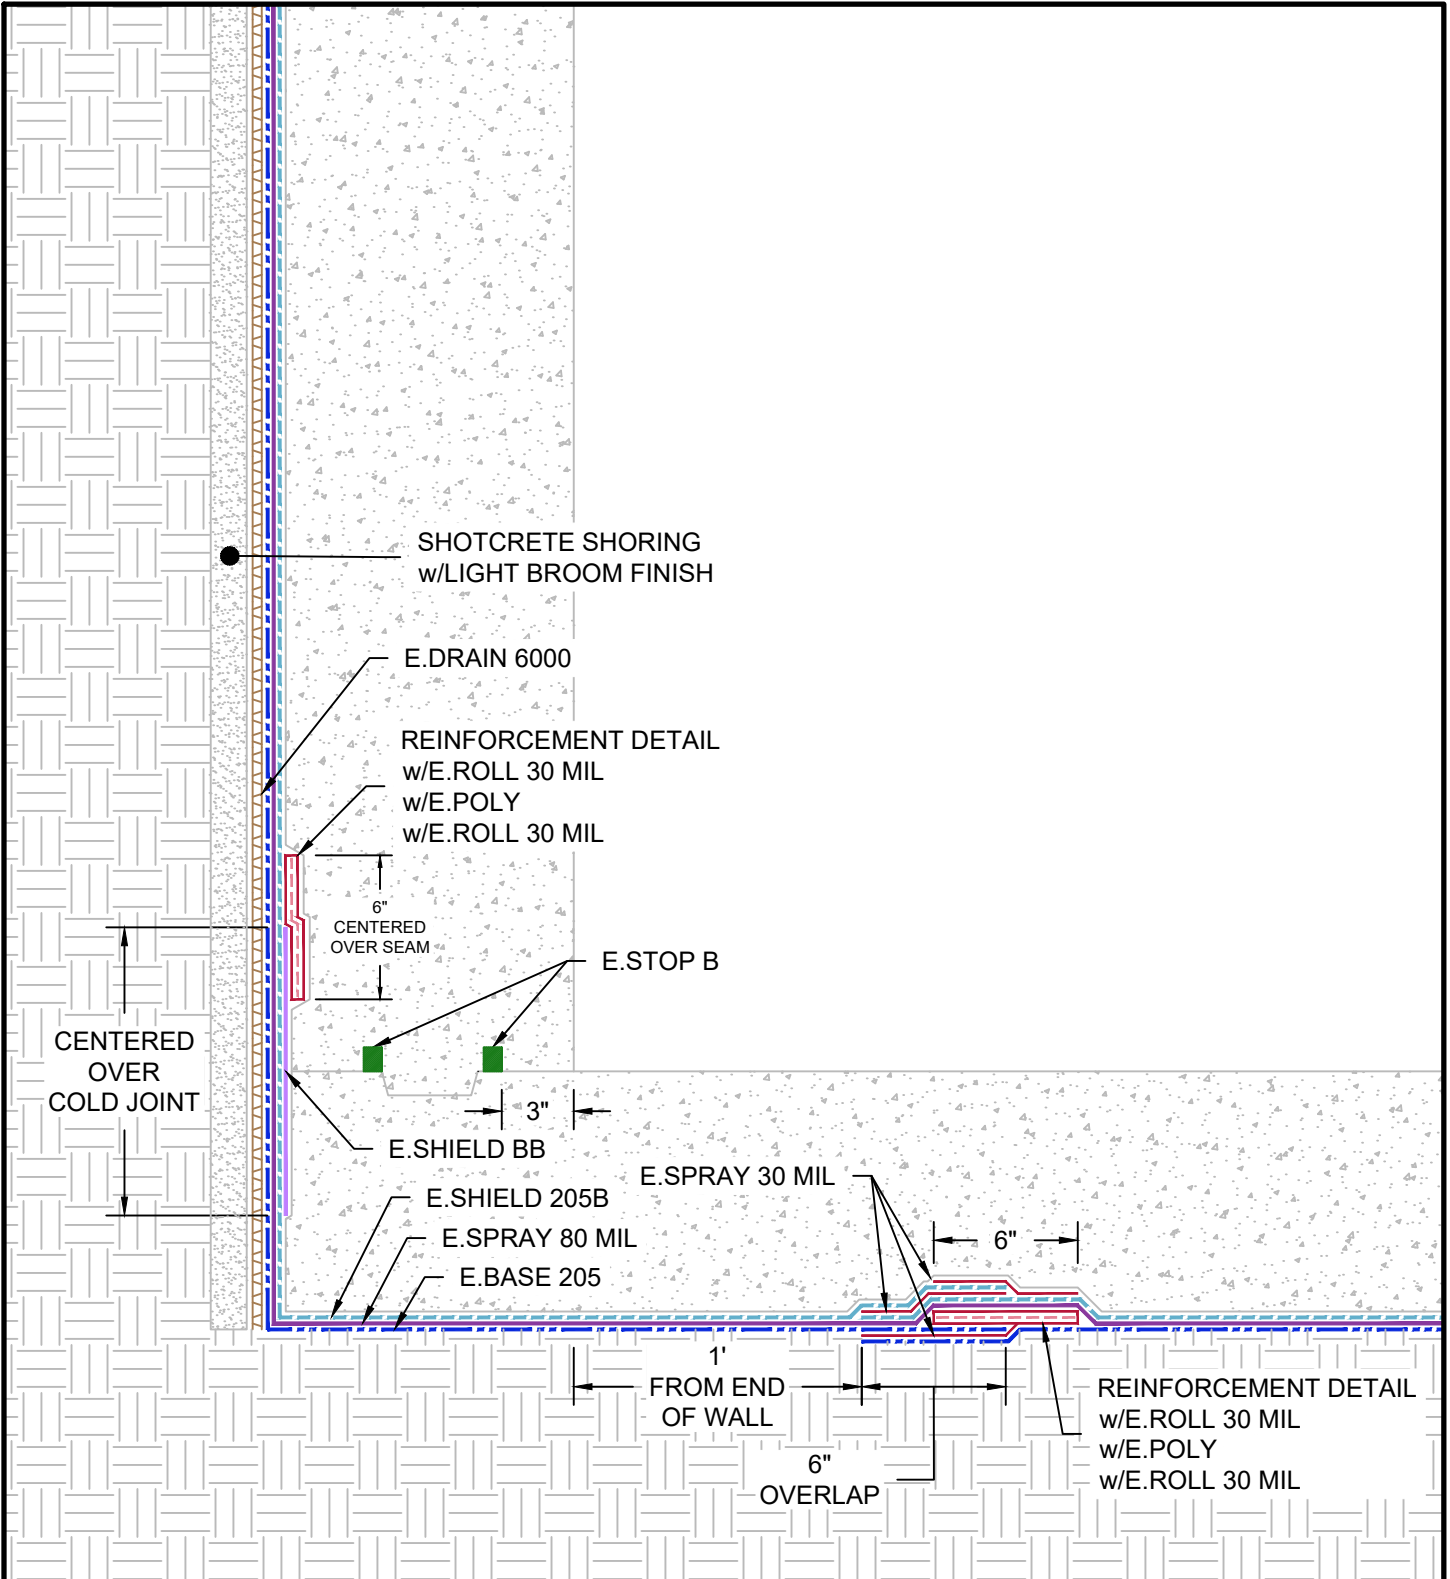 SHOTCRETE SHORING
w/LIGHT BROOM FINISH
E.DRAIN 6000
REINFORCEMENT DETAIL
w/E.ROLL 30 MIL
w/E.POLY
w/E.ROLL 30 MIL
6"
CENTERED
OVER SEAM
E.STOP B
CENTERED
OVER
COLD JOINT
3"
E.SHIELD BB
E.SPRAY 30 MIL
E.SHIELD 205B
E.SPRAY 80 MIL
E.BASE 205
6"
1'
FROM END
OF WALL
6"
OVERLAP
REINFORCEMENT DETAIL
w/E.ROLL 30 MIL
w/E.POLY
w/E.ROLL 30 MIL